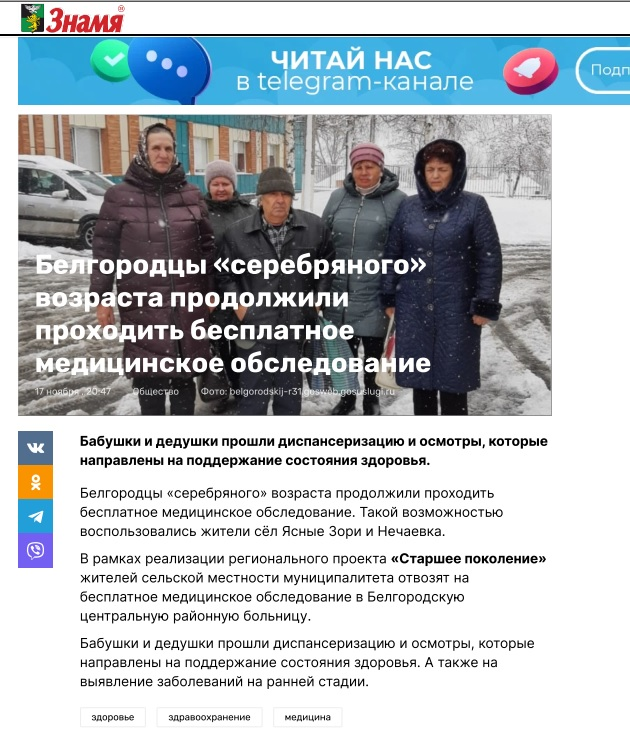 Знамя®
ЧИТАЙ НАС
в telegram-канале
Подп
Белгородцы «серебряного»
возраста продолжили
проходить бесплатное
медицинское обследование
17 ноября , 20:47 Общество Фото: belgorodskij-r31.gosweb.gosuslugi.ru
Бабушки и дедушки прошли диспансеризацию и осмотры, которые
направлены на поддержание состояния здоровья.
Белгородцы «серебряного» возраста продолжили проходить
бесплатное медицинское обследование. Такой возможностью
воспользовались жители сёл Ясные Зори и Нечаевка.
В рамках реализации регионального проекта «Старшее поколение»
жителей сельской местности муниципалитета отвозят на
бесплатное медицинское обследование в Белгородскую
центральную районную больницу.
Бабушки и дедушки прошли диспансеризацию и осмотры, которые
направлены на поддержание состояния здоровья. А также на
выявление заболеваний на ранней стадии.
здоровье здравоохранение медицина